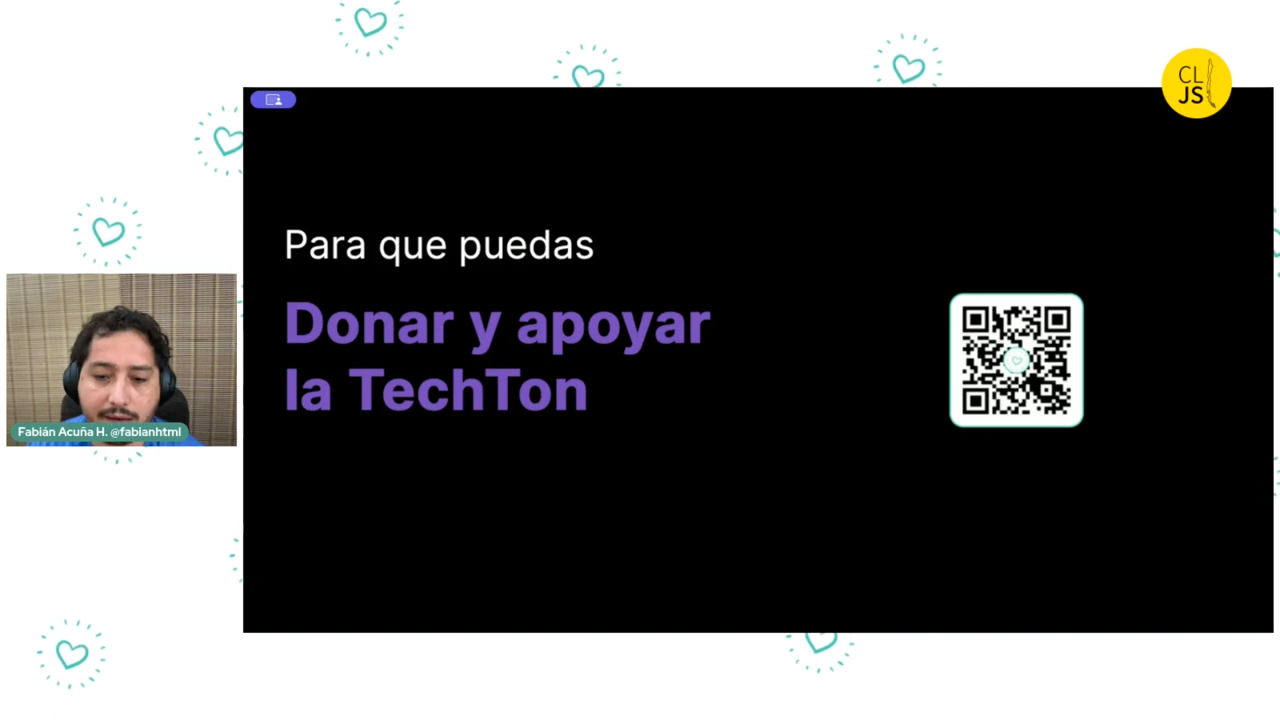 CL
JS
Para que puedas
Donar y apoyar
la TechTon
Fabián Acuña H. @fabianhtml